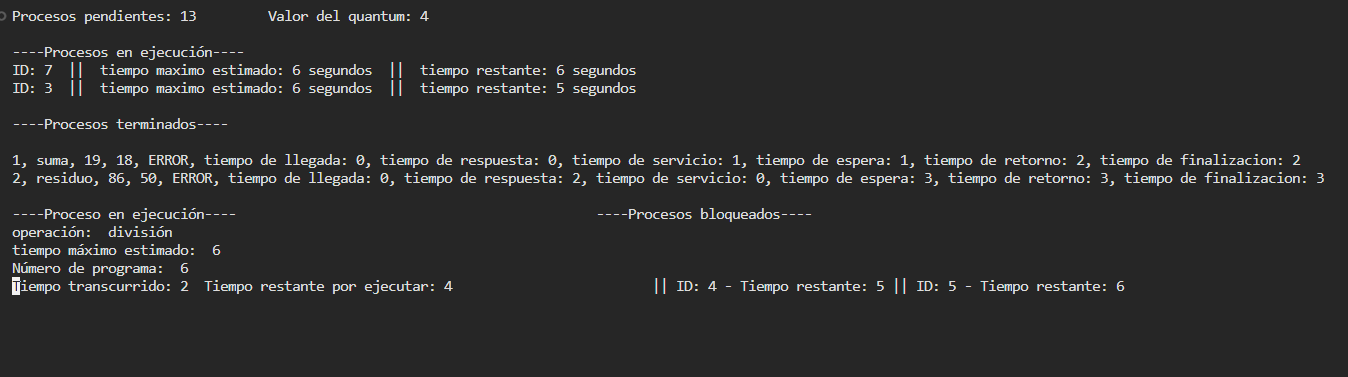 Procesos pendientes: 13         Valor del quantum: 4
----Procesos en ejecución----
ID: 7  ||  tiempo maximo estimado: 6 segundos  ||  tiempo restante: 6 segundos
ID: 3  ||  tiempo maximo estimado: 6 segundos  ||  tiempo restante: 5 segundos
----Procesos terminados----
1, suma, 19, 18, ERROR, tiempo de llegada: 0, tiempo de respuesta: 0, tiempo de servicio: 1, tiempo de espera: 1, tiempo de retorno: 2, tiempo de finalizacion: 2
2, residuo, 86, 50, ERROR, tiempo de llegada: 0, tiempo de respuesta: 2, tiempo de servicio: 0, tiempo de espera: 3, tiempo de retorno: 3, tiempo de finalizacion: 3
----Proceso en ejecución----                                             ----Procesos bloqueados----
operación:  división
tiempo máximo estimado:  6
Número de programa:  6
Tiempo transcurrido: 2  Tiempo restante por ejecutar: 4                         || ID: 4 - Tiempo restante: 5 || ID: 5 - Tiempo restante: 6